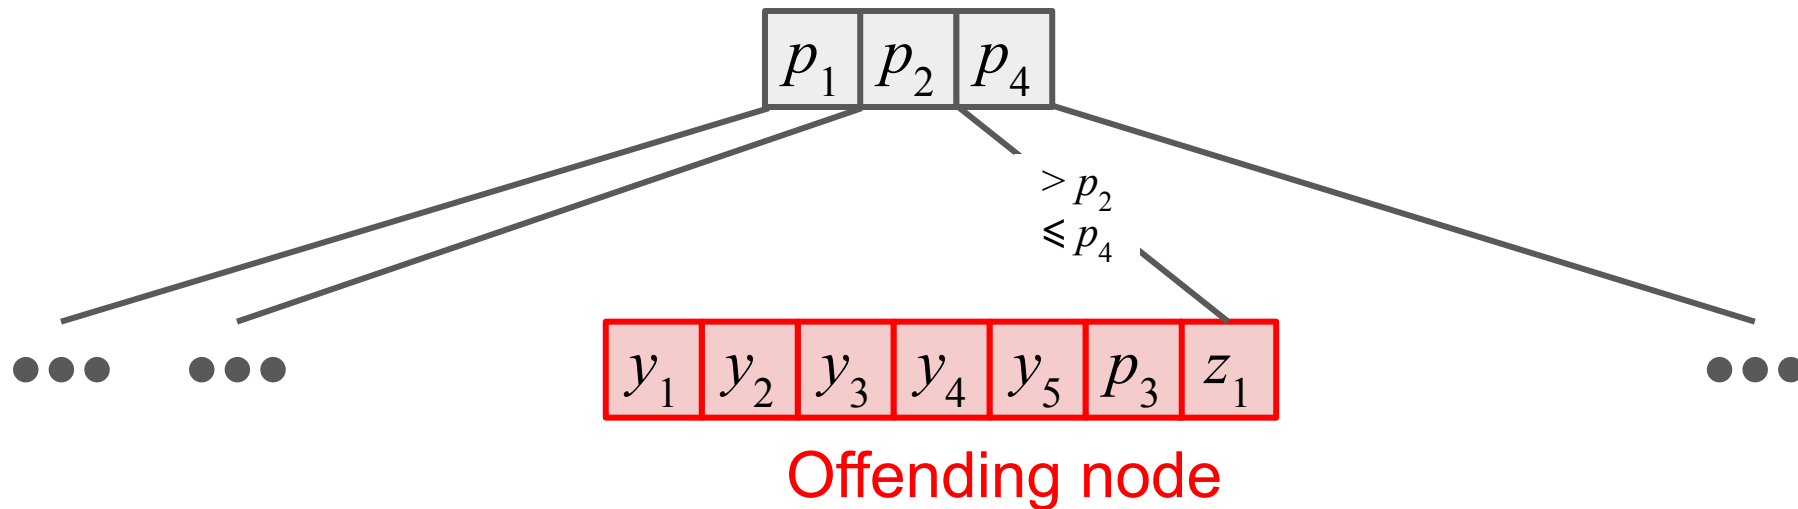 p₁ p₂ p₄
> p₂
⩽ p₄
y₁ y₂ y₃ y₄ y₅ p₃ z₁
Offending node